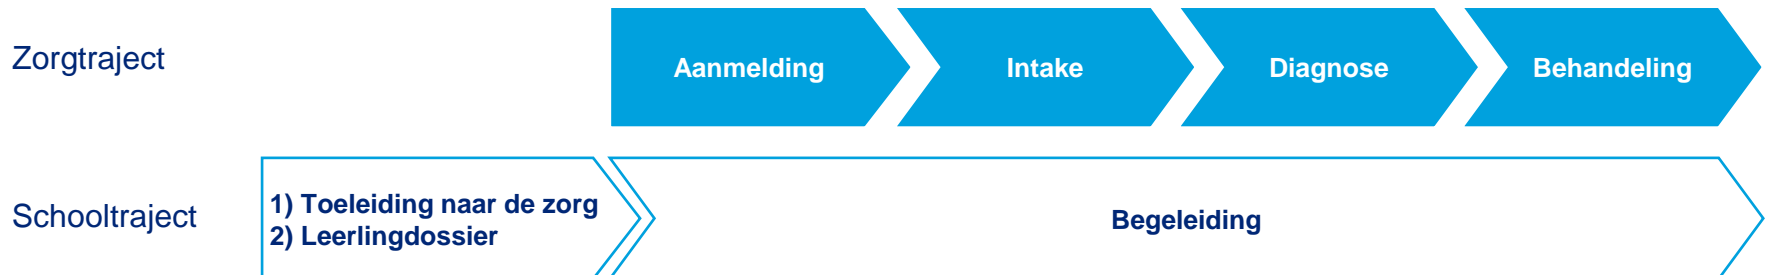 Zorgtraject
Aanmelding
Intake
Diagnose
Behandeling
Schooltraject
1) Toeleiding naar de zorg
2) Leerlingdossier
Begeleiding